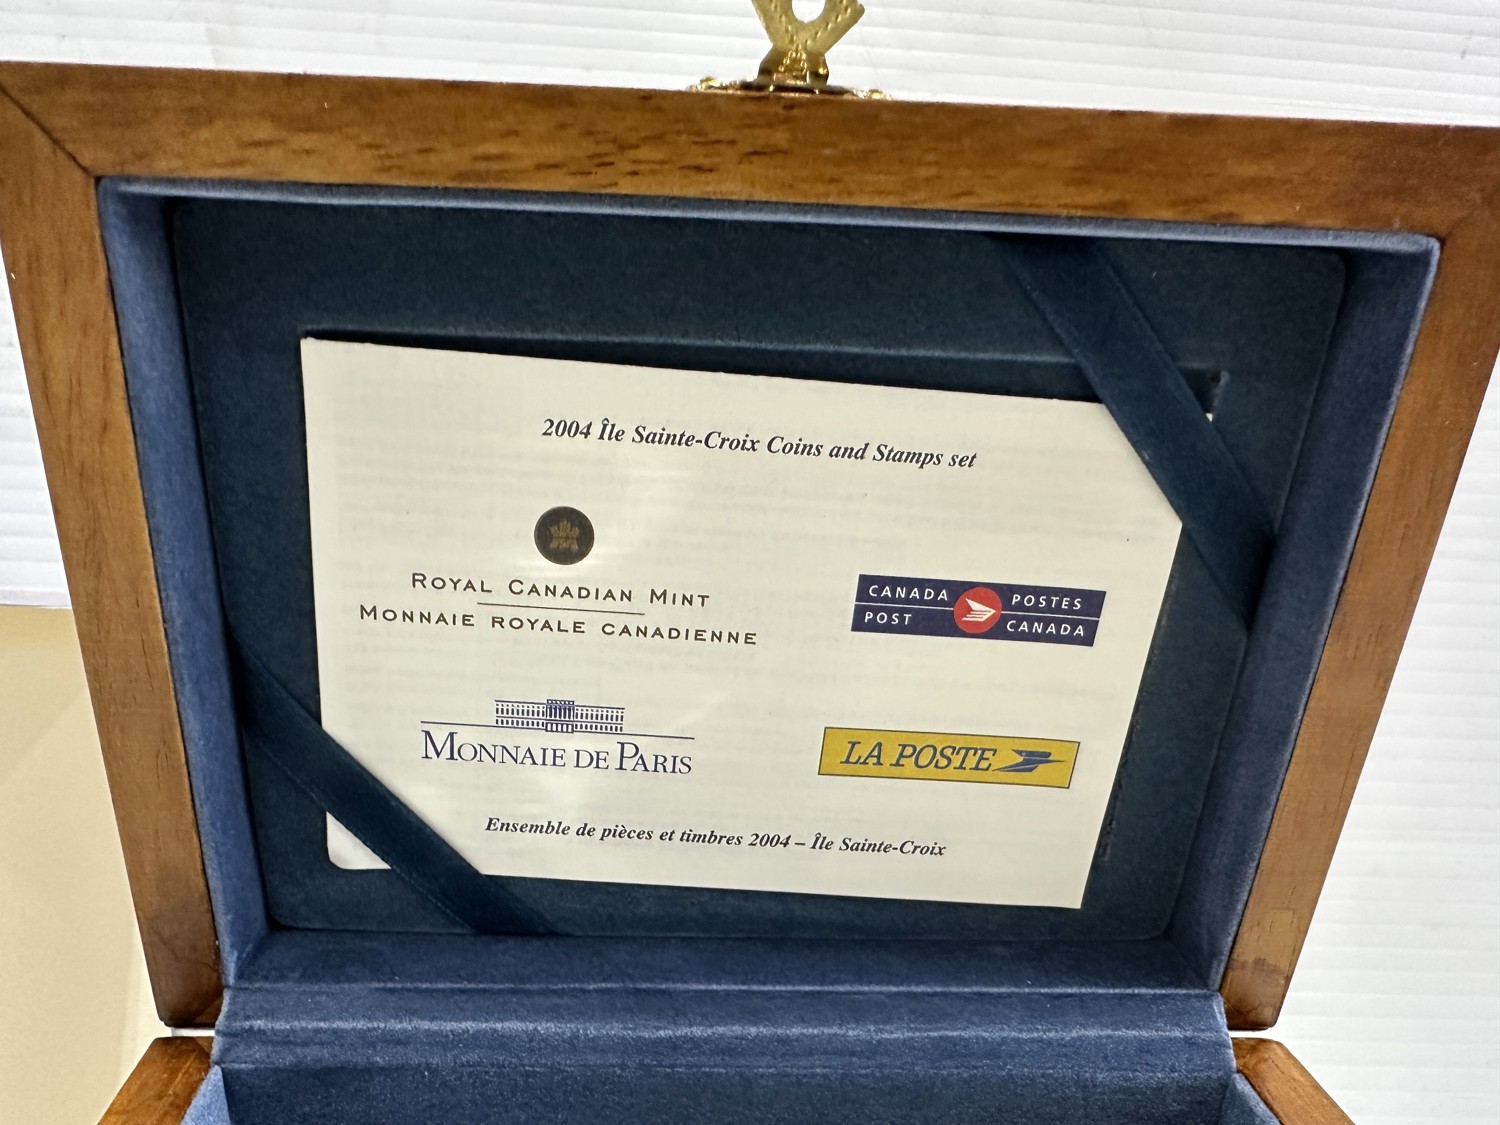 2004 Île Sainte-Croix Coins and Stamps set
ROYAL CANADIAN MINT
MONNAIE ROYALE CANADIENNE
CANADA POSTES
POST CANADA
MONNAIE DE PARIS
LA POSTE
Ensemble de pièces et timbres 2004 – Île Sainte-Croix